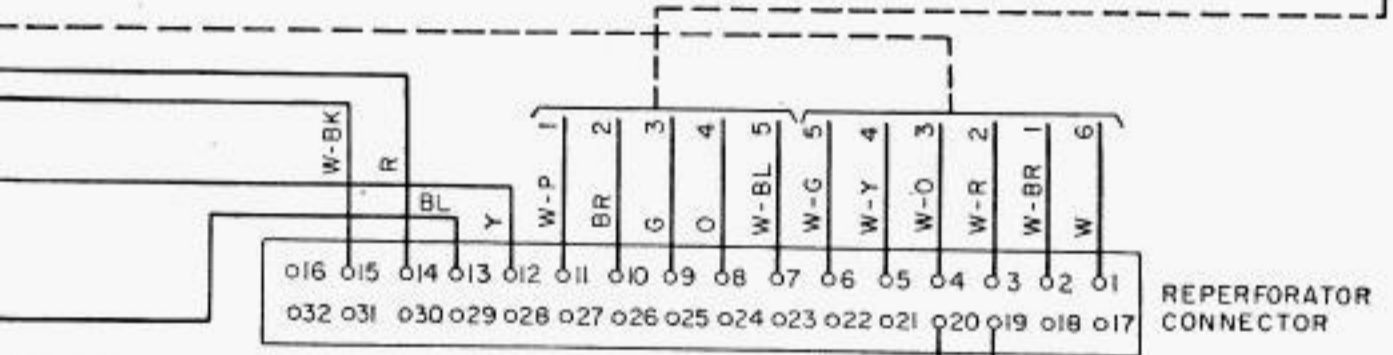 1 2 3 4 5 5 4 3 2 1 6
W-BK R BL Y W-P BR G O W-BL W-G W-Y W-O W-R W-BR W
16 15 14 13 12 11 10 9 8 7 6 5 4 3 2 1
32 31 30 29 28 27 26 25 24 23 22 21 20 19 18 17
REPERFORATOR
CONNECTOR